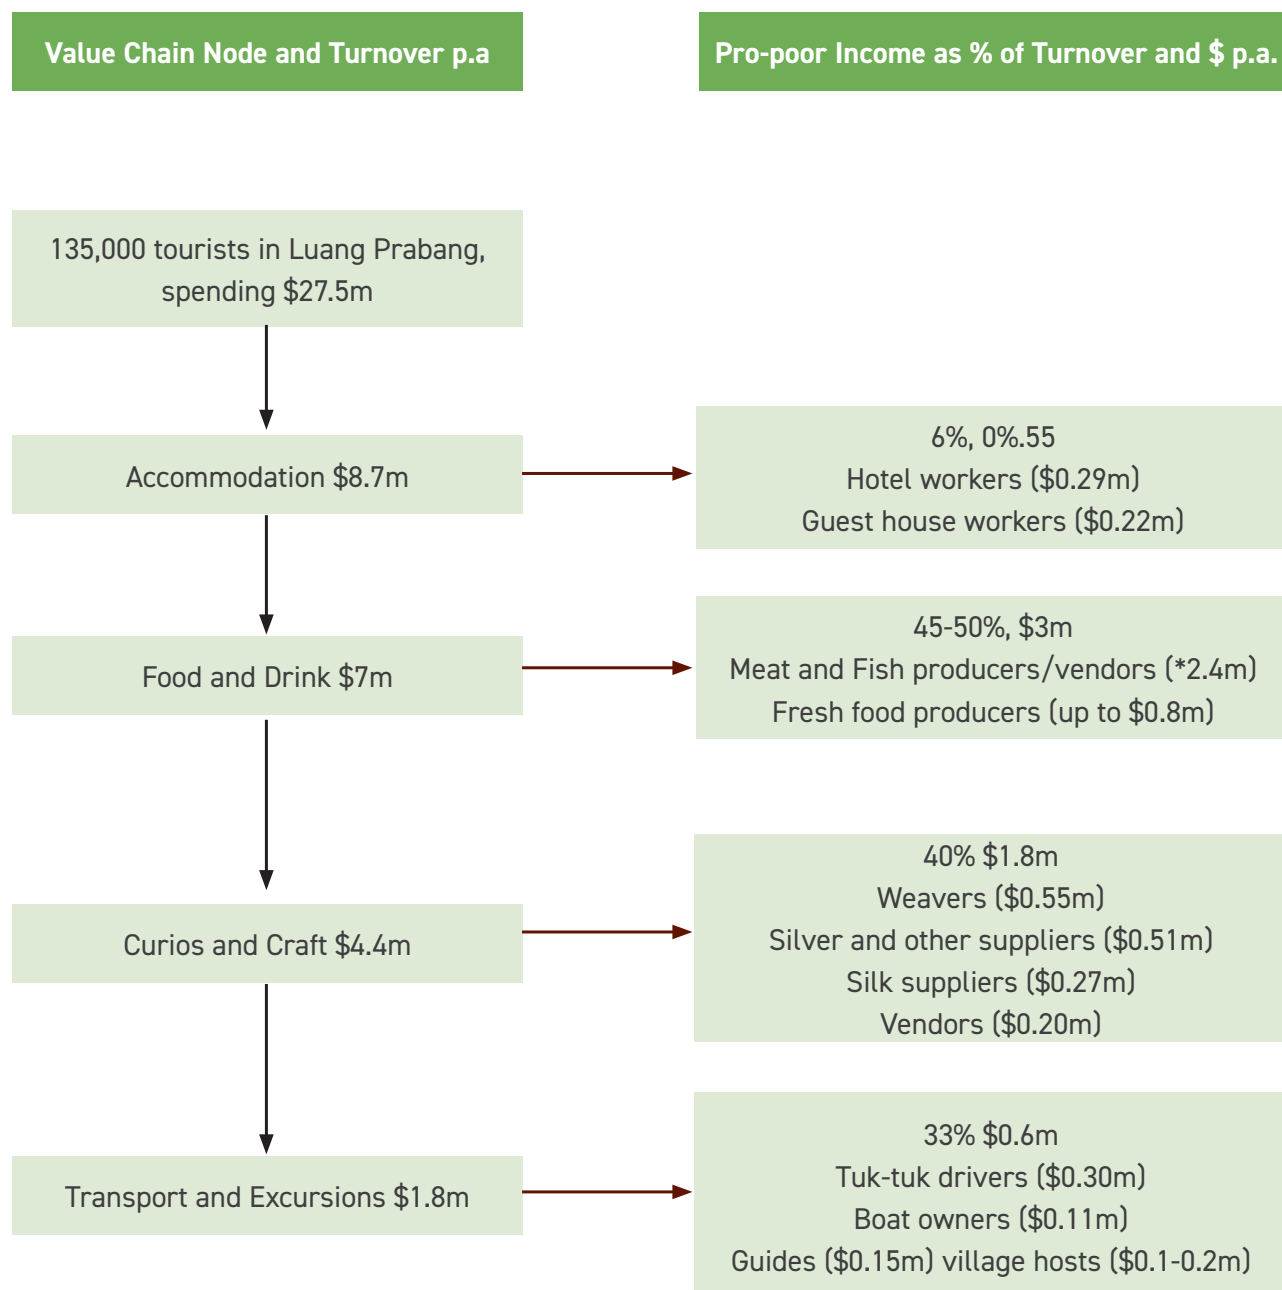 Value Chain Node and Turnover p.a
Pro-poor Income as % of Turnover and $ p.a.
135,000 tourists in Luang Prabang,
spending $27.5m
Accommodation $8.7m
6%, 0%.55
Hotel workers ($0.29m)
Guest house workers ($0.22m)
Food and Drink $7m
45-50%, $3m
Meat and Fish producers/vendors (*2.4m)
Fresh food producers (up to $0.8m)
Curios and Craft $4.4m
40% $1.8m
Weavers ($0.55m)
Silver and other suppliers ($0.51m)
Silk suppliers ($0.27m)
Vendors ($0.20m)
Transport and Excursions $1.8m
33% $0.6m
Tuk-tuk drivers ($0.30m)
Boat owners ($0.11m)
Guides ($0.15m) village hosts ($0.1-0.2m)